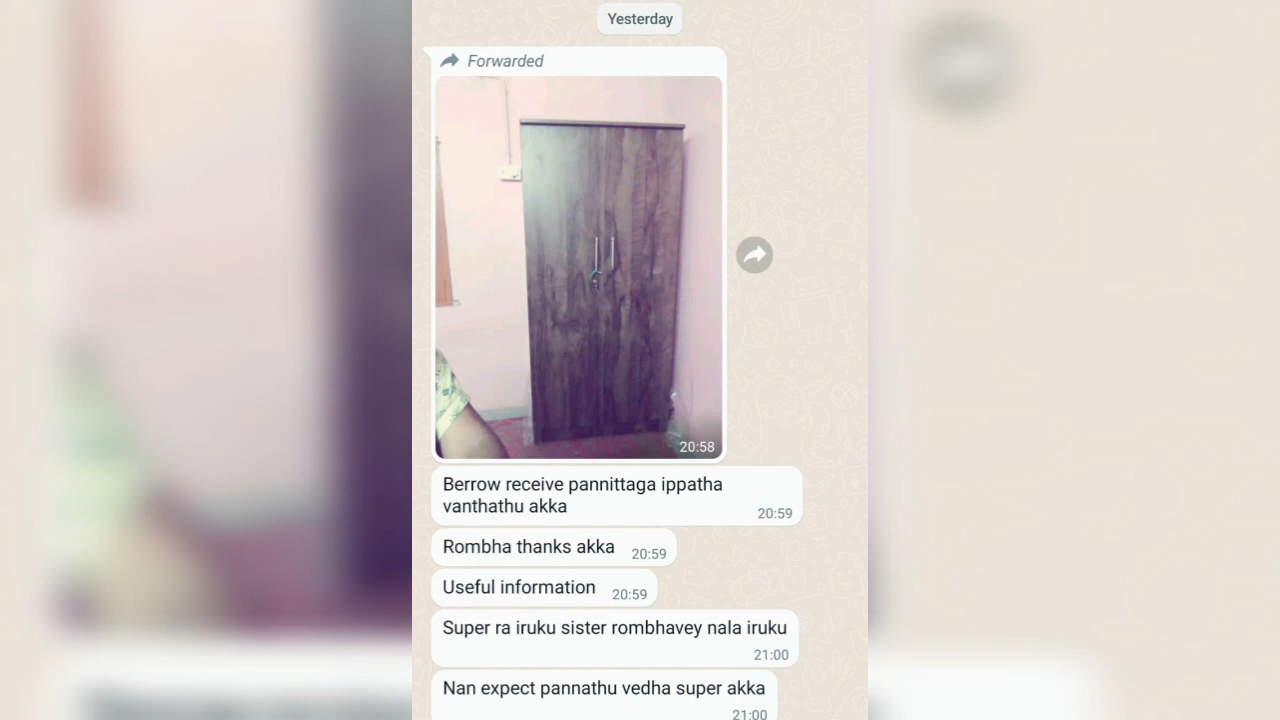 Yesterday
Forwarded
20:58
Berrow receive pannittaga ippatha
vanthathu akka
20:59
Rombha thanks akka 20:59
Useful information 20:59
Super ra iruku sister rombhavey nala iruku
21:00
Nan expect pannathu vedha super akka
21:00